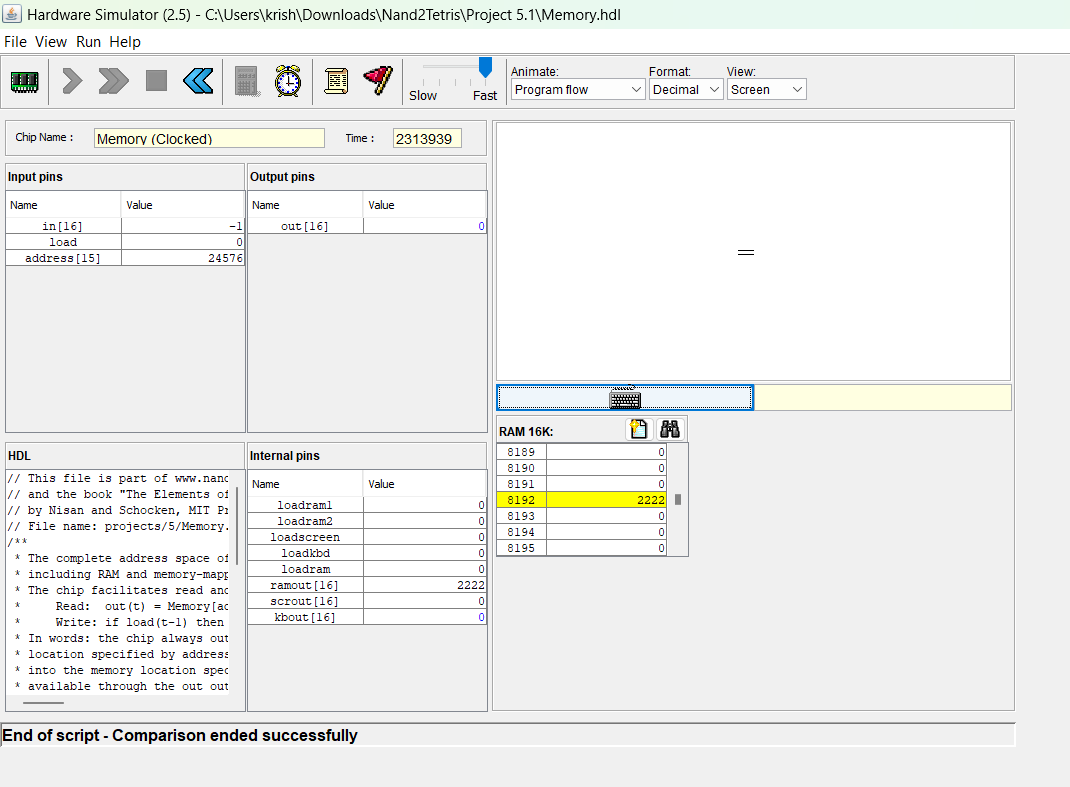 Hardware Simulator (2.5) - C:\Users\krish\Downloads\Nand2Tetris\Project 5.1\Memory.hdl
File View Run Help
Slow Fast
Animate: Format: View:
Program flow Decimal Screen
Chip Name : Memory (Clocked) Time : 2313939
Input pins
Name Value
in[16] -1
load 0
address[15] 24576
Output pins
Name Value
out[16] 0
HDL
// This file is part of www.nand
// and the book "The Elements of
// by Nisan and Schocken, MIT Pr
// File name: projects/5/Memory.
/**
* The complete address space of
* including RAM and memory-mapp
* The chip facilitates read and
* Read: out(t) = Memory[ad
* Write: if load(t-1) then
* In words: the chip always out
* location specified by address
* into the memory location spec
* available through the out out
Internal pins
Name Value
loadram1 0
loadram2 0
loadscreen 0
loadkbd 0
loadram 0
ramout[16] 2222
scrout[16] 0
kbout[16] 0
RAM 16K:
8189 0
8190 0
8191 0
8192 2222
8193 0
8194 0
8195 0
End of script - Comparison ended successfully